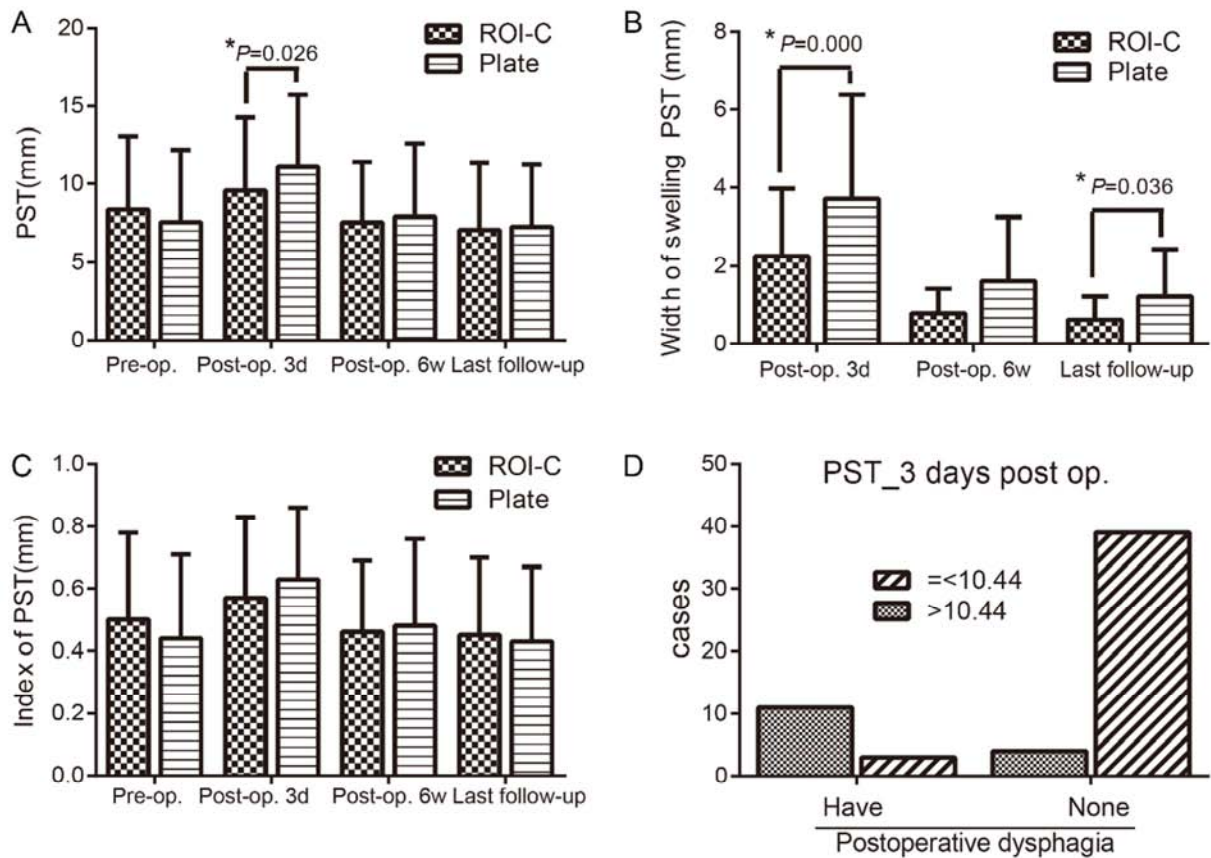 A
20
15
10
5
0
PST(mm)
*P=0.026
ROI-C
Plate
Pre-op.
Post-op. 3d
Post-op. 6w
Last follow-up
B
8
6
4
2
0
Width of swelling PST (mm)
* P=0.000
ROI-C
Plate
* P=0.036
Post-op. 3d
Post-op. 6w
Last follow-up
C
1.0
0.8
0.6
0.4
0.2
0.0
Index of PST(mm)
ROI-C
Plate
Pre-op.
Post-op. 3d
Post-op. 6w
Last follow-up
D
50
40
30
20
10
0
cases
PST_3 days post op.
=<10.44
>10.44
Have
None
Postoperative dysphagia